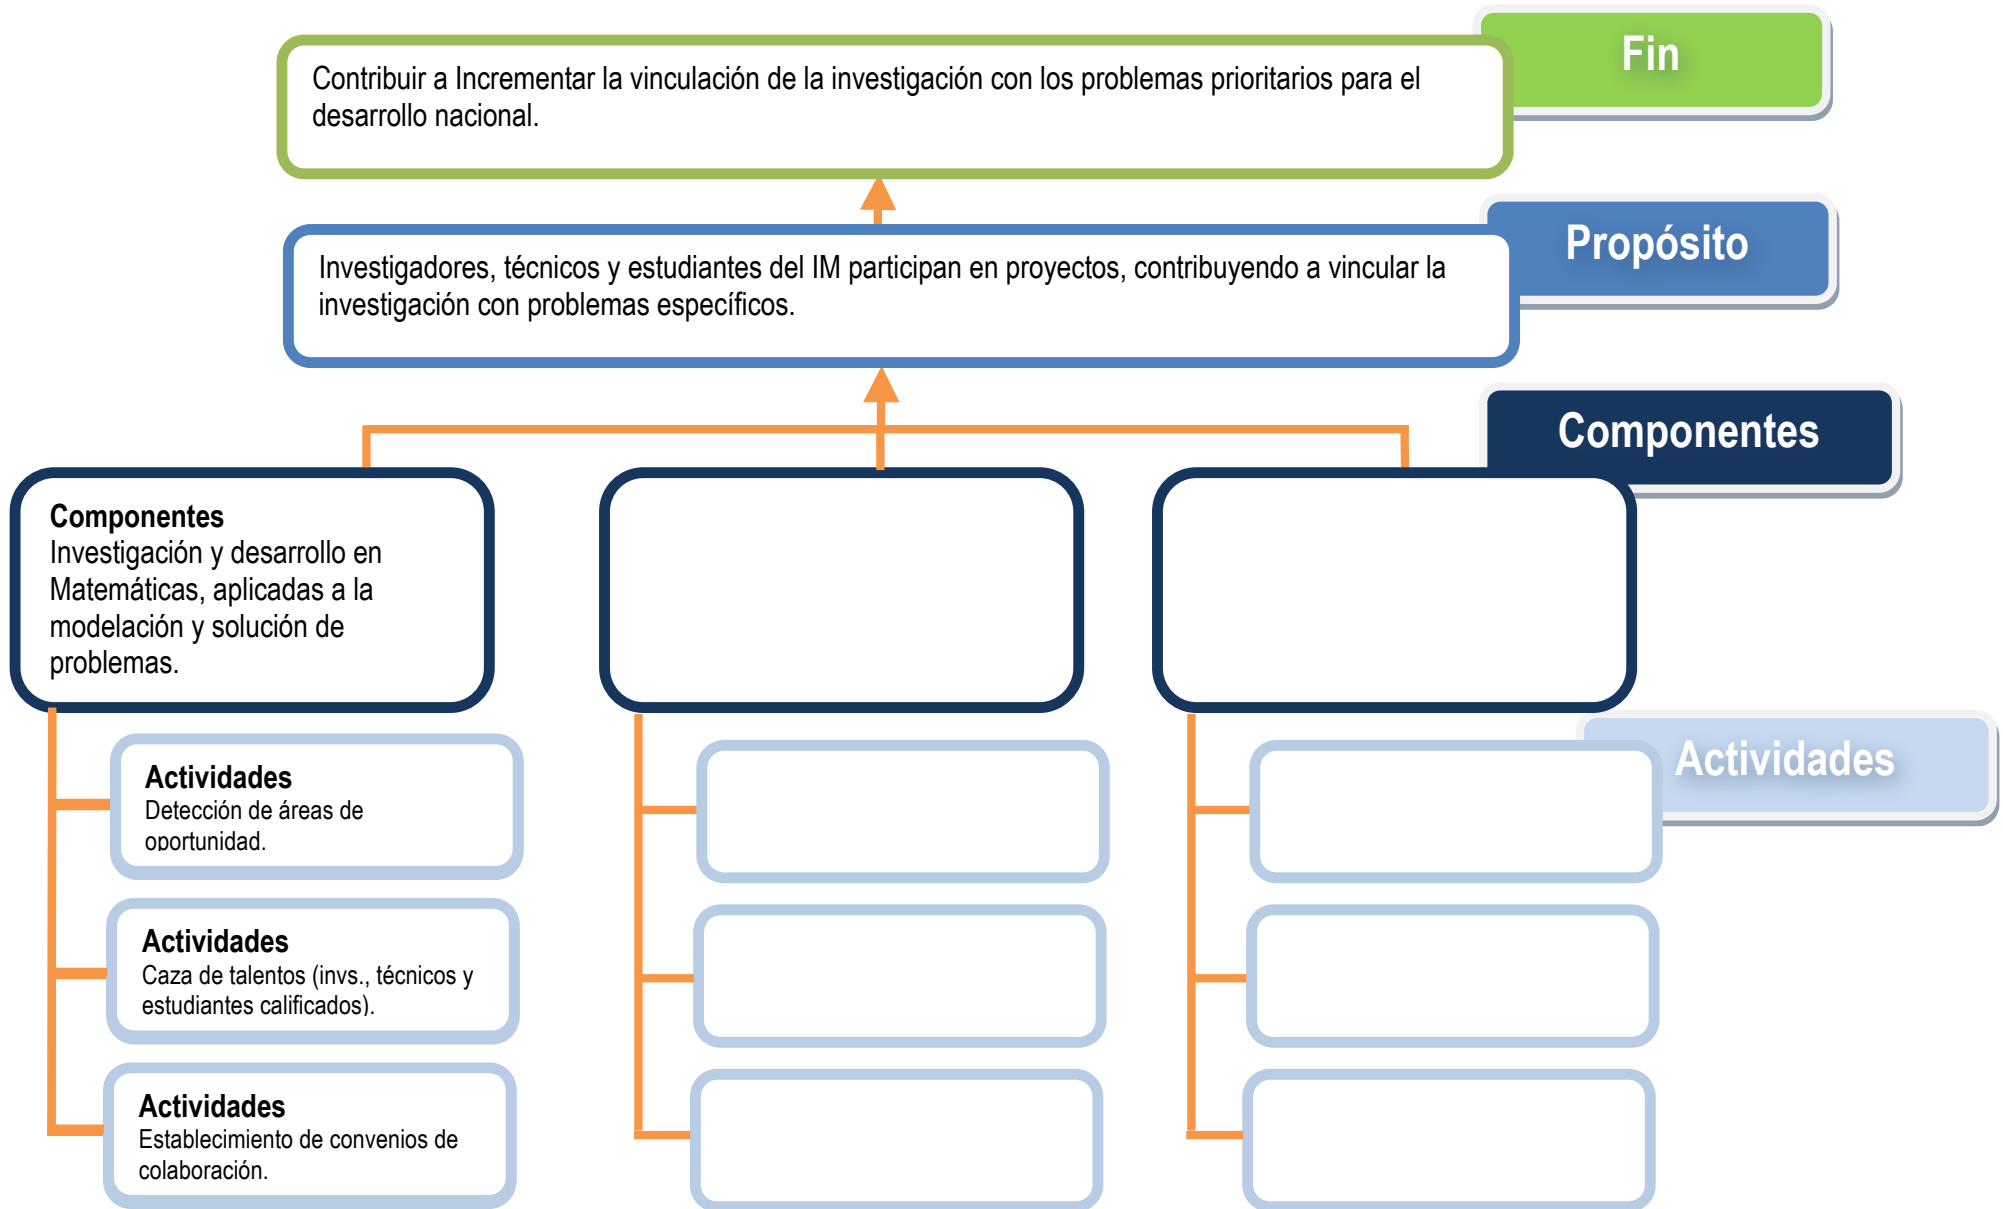 Fin
Contribuir a Incrementar la vinculación de la investigación con los problemas prioritarios para el
desarrollo nacional.
Propósito
Investigadores, técnicos y estudiantes del IM participan en proyectos, contribuyendo a vincular la
investigación con problemas específicos.
Componentes
Componentes
Investigación y desarrollo en
Matemáticas, aplicadas a la
modelación y solución de
problemas.
Actividades
Actividades
Detección de áreas de
oportunidad.
Actividades
Caza de talentos (invs., técnicos y
estudiantes calificados).
Actividades
Establecimiento de convenios de
colaboración.